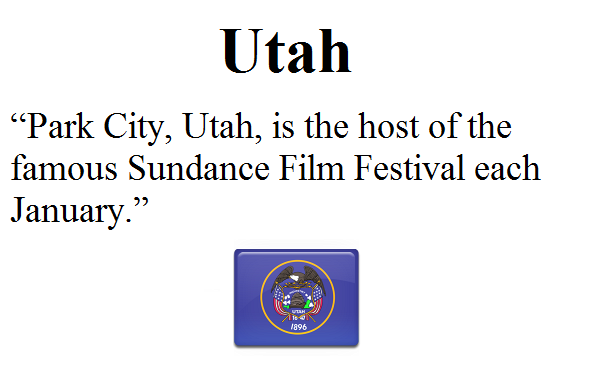 Utah
“Park City, Utah, is the host of the
famous Sundance Film Festival each
January.”
UTAH
1896